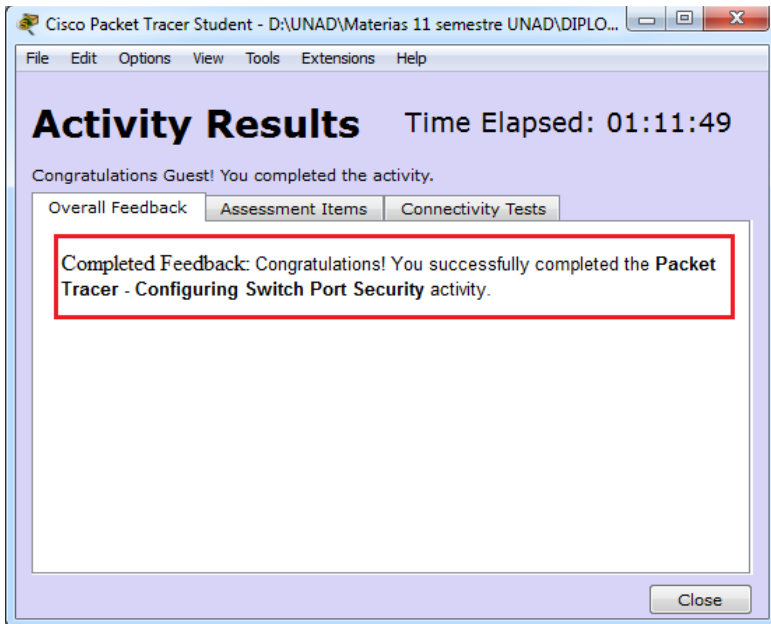 Cisco Packet Tracer Student - D:\UNAD\Materias 11 semestre UNAD\DIPLO...
File Edit Options View Tools Extensions Help
Activity Results Time Elapsed: 01:11:49
Congratulations Guest! You completed the activity.
Overall Feedback Assessment Items Connectivity Tests
Completed Feedback: Congratulations! You successfully completed the Packet
Tracer - Configuring Switch Port Security activity.
Close